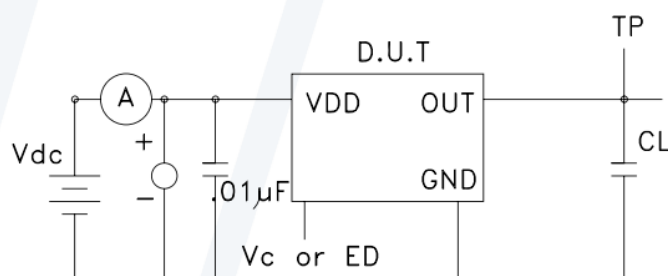 TP
D.U.T
A
VDD OUT
+
Vdc
CL
-
.01µF
GND
Vc or ED